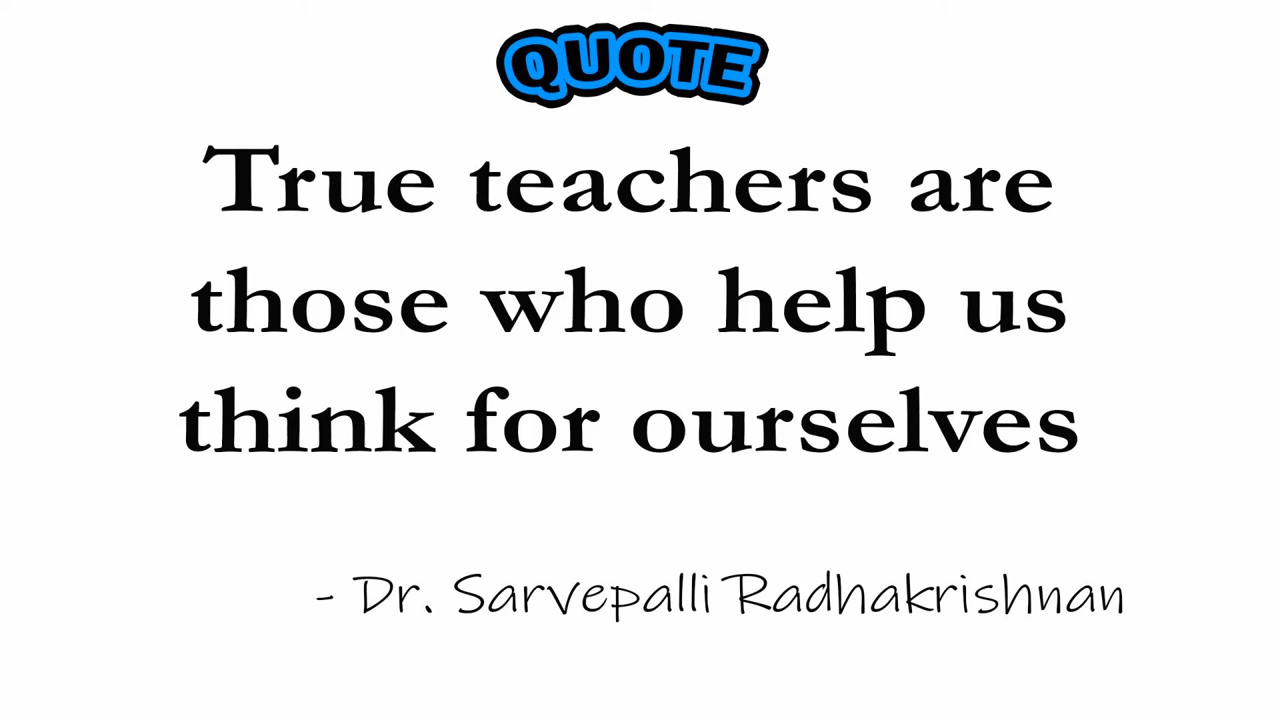 QUOTE
True teachers are
those who help us
think for ourselves
- Dr. Sarvepalli Radhakrishnan